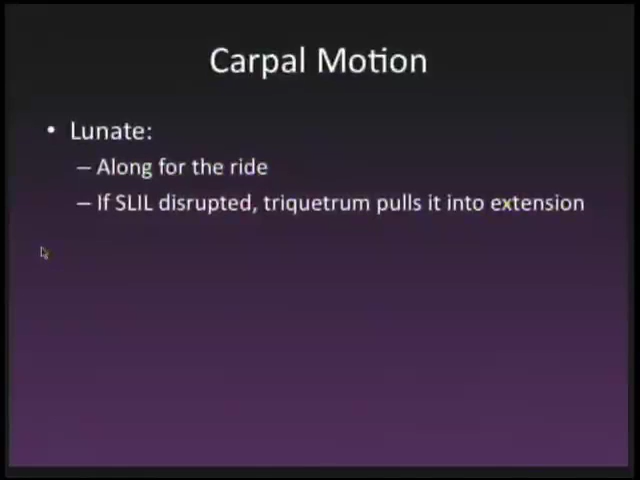 Carpal Motion
• Lunate:
– Along for the ride
– If SLIL disrupted, triquetrum pulls it into extension